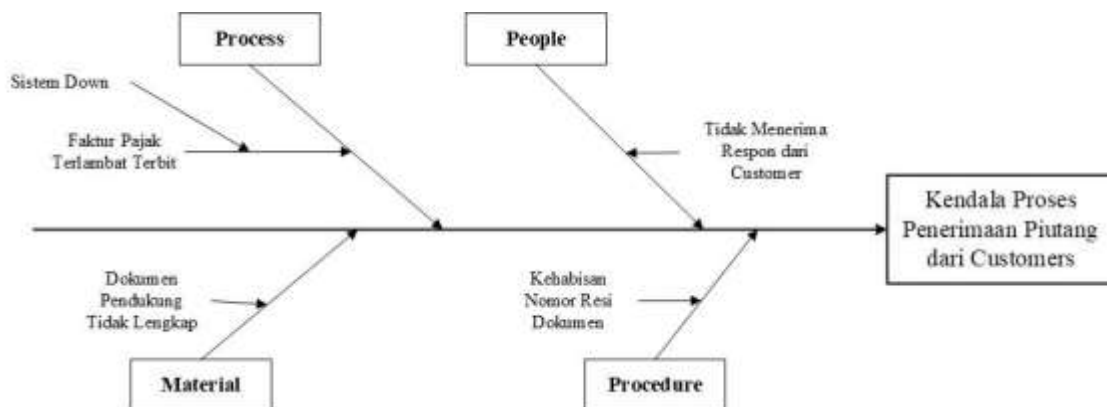 Process
People
Sistem Down
Faktur Pajak
Terlambat Terbit
Tidak Menerima
Respon dari
Customer
Kendala Proses
Penerimaan Piutang
dari Customers
Dokumen
Pendukung
Tidak Lengkap
Kehabisan
Nomor Resi
Dokumen
Material
Procedure